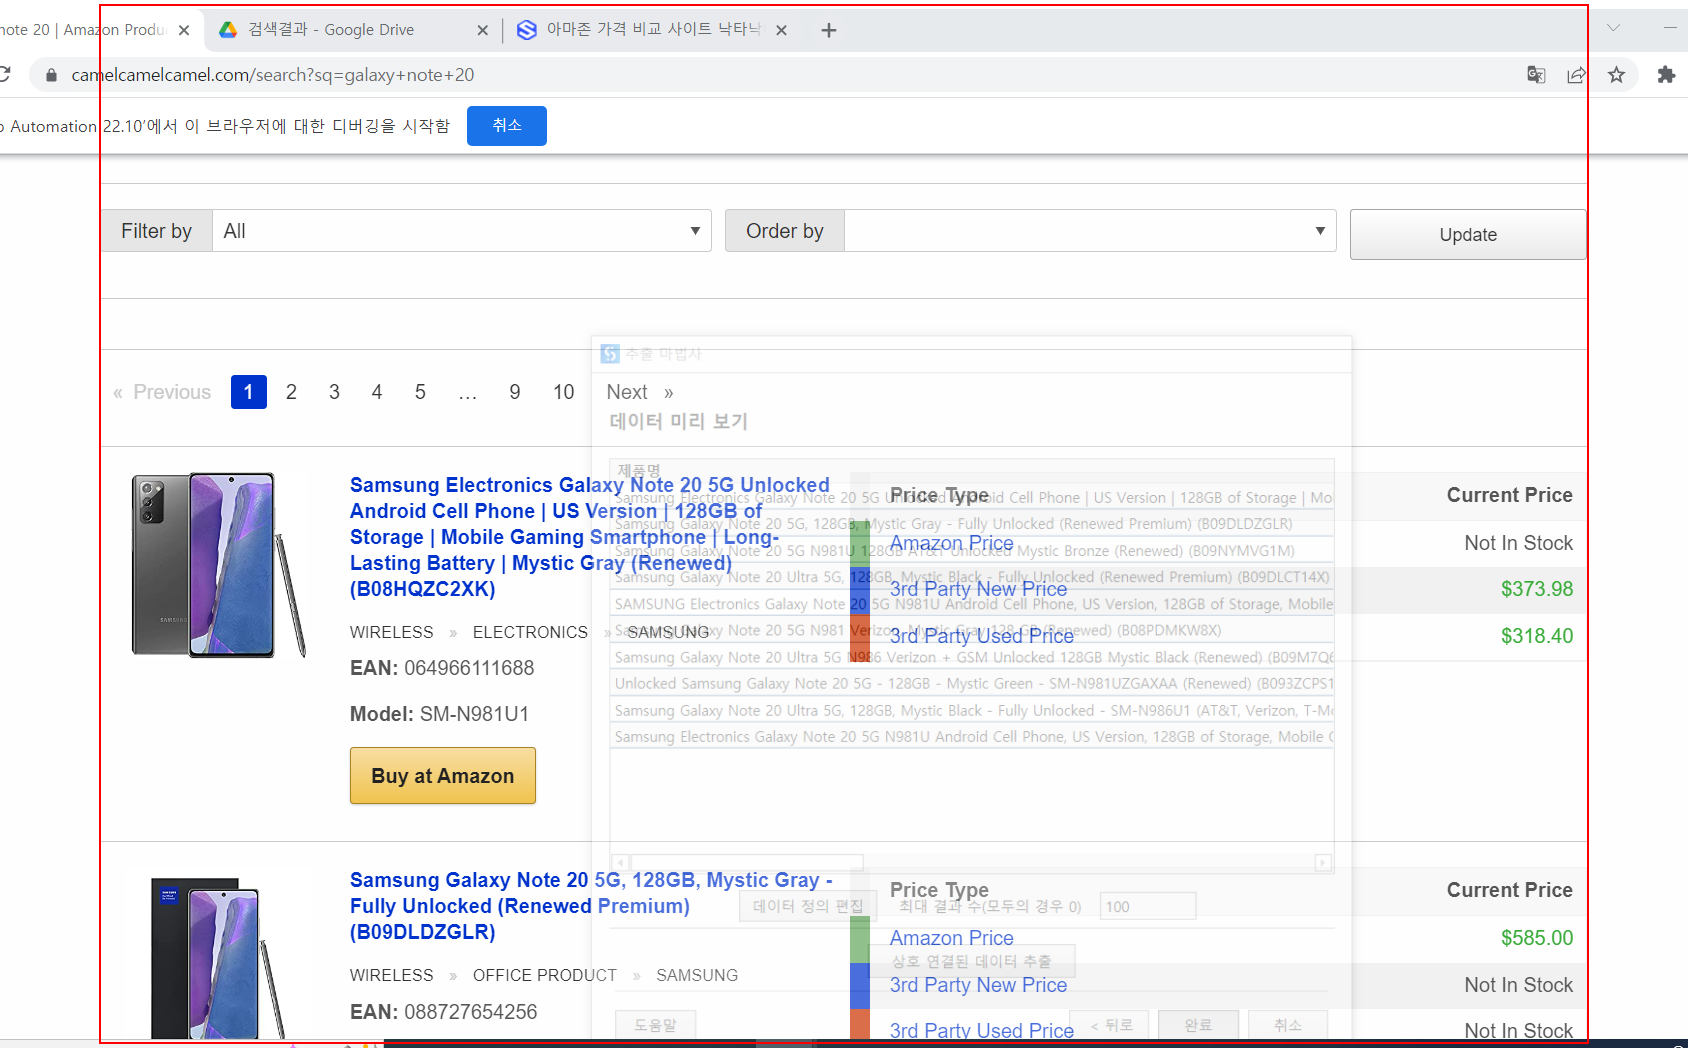 note 20 | Amazon Produ
검색결과 - Google Drive
아마존 가격 비교 사이트 낙타낙
camelcamelcamel.com/search?sq=galaxy+note+20
Automation 22.10'에서 이 브라우저에 대한 디버깅을 시작함
취소
Filter by
All
Order by
Update
추출 마법사
« Previous 1 2 3 4 5 … 9 10 Next »
데이터 미리 보기
제품명
Samsung Electronics Galaxy Note 20 5G Unlocked Android Cell Phone | US Version | 128GB of Storage | Mo
Samsung Galaxy Note 20 5G, 128GB, Mystic Gray - Fully Unlocked (Renewed Premium) (B09DLDZGLR)
Samsung Galaxy Note 20 5G N981U 128GB AT&T Unlocked Mystic Bronze (Renewed) (B09NYMVG1M)
Samsung Galaxy Note 20 Ultra 5G, 128GB, Mystic Black - Fully Unlocked (Renewed Premium) (B09DLCT14X)
SAMSUNG Electronics Galaxy Note 20 5G N981U Android Cell Phone, US Version, 128GB of Storage, Mobile
Samsung Galaxy Note 20 5G N981 Verizon, Mystic Gray 128 GB (Renewed) (B08PDMKW8X)
Samsung Galaxy Note 20 Ultra 5G N986 Verizon + GSM Unlocked 128GB Mystic Black (Renewed) (B09M7Q6
Unlocked Samsung Galaxy Note 20 5G - 128GB - Mystic Green - SM-N981UZGAXAA (Renewed) (B093ZCPS1
Samsung Galaxy Note 20 Ultra 5G, 128GB, Mystic Black - Fully Unlocked - SM-N986U1 (AT&T, Verizon, T-Mo
Samsung Electronics Galaxy Note 20 5G N981U Android Cell Phone, US Version, 128GB of Storage, Mobile
데이터 정의 편집
최대 결과 수(모두의 경우 0)
100
상호 연결된 데이터 추출
도움말
< 뒤로
완료
취소
SAMSUNG
Samsung Electronics Galaxy Note 20 5G Unlocked
Android Cell Phone | US Version | 128GB of
Storage | Mobile Gaming Smartphone | Long-
Lasting Battery | Mystic Gray (Renewed)
(B08HQZC2XK)
WIRELESS » ELECTRONICS » SAMSUNG
EAN: 064966111688
Model: SM-N981U1
Buy at Amazon
Price Type Current Price
Amazon Price Not In Stock
3rd Party New Price $373.98
3rd Party Used Price $318.40
Samsung Galaxy Note 20 5G, 128GB, Mystic Gray -
Fully Unlocked (Renewed Premium)
(B09DLDZGLR)
WIRELESS » OFFICE PRODUCT » SAMSUNG
EAN: 088727654256
Price Type Current Price
Amazon Price $585.00
3rd Party New Price Not In Stock
3rd Party Used Price Not In Stock